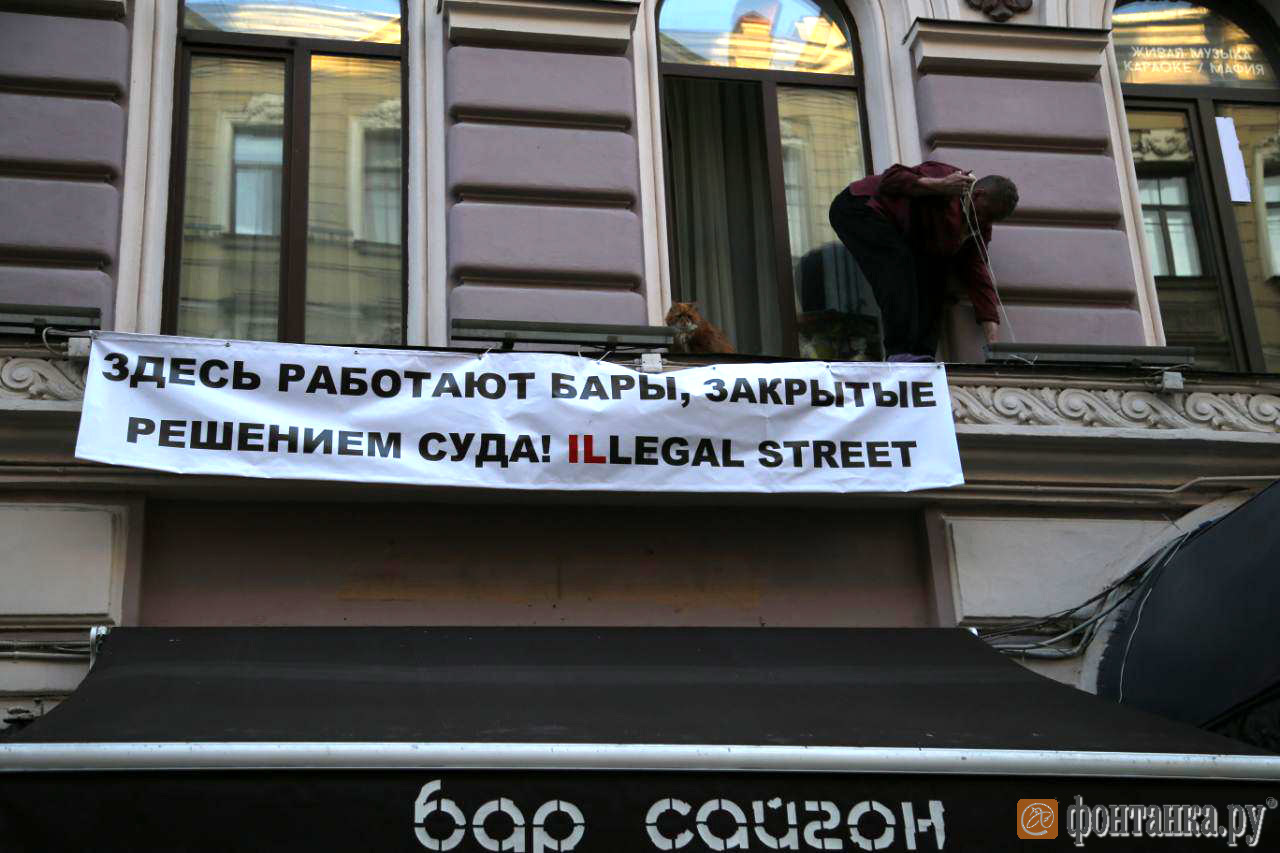 ЖИВАЯ МУЗЫКА
КАРАОКЕ / МАФИЯ
ЗДЕСЬ РАБОТАЮТ БАРЫ, ЗАКРЫТЫЕ
РЕШЕНИЕМ СУДА! ILLEGAL STREET
бар сайгон
фонтанка.ру